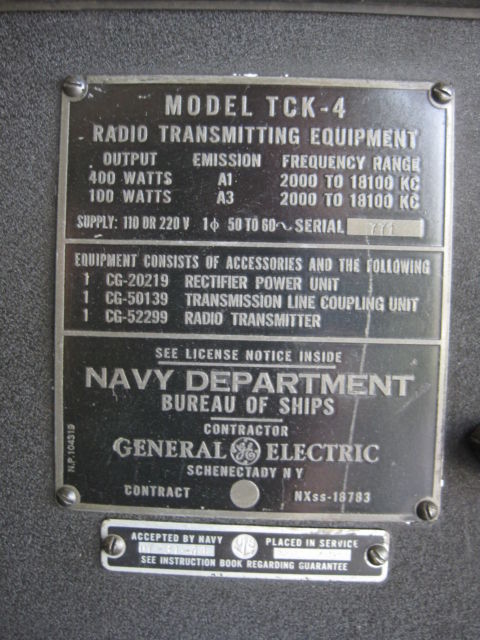 MODEL TCK-4
RADIO TRANSMITTING EQUIPMENT
OUTPUT EMISSION FREQUENCY RANGE
400 WATTS A1 2000 TO 18100 KC
100 WATTS A3 2000 TO 18100 KC
SUPPLY: 110 OR 220 V 1ϕ 50 TO 60~ SERIAL 771
EQUIPMENT CONSISTS OF ACCESSORIES AND THE FOLLOWING
1 CG-20219 RECTIFIER POWER UNIT
1 CG-50139 TRANSMISSION LINE COUPLING UNIT
1 CG-52299 RADIO TRANSMITTER
SEE LICENSE NOTICE INSIDE
NAVY DEPARTMENT
BUREAU OF SHIPS
CONTRACTOR
GENERAL GE ELECTRIC
SCHENECTADY N Y
CONTRACT NXss-18783
N.P. 104319
ACCEPTED BY NAVY PLACED IN SERVICE
SEE INSTRUCTION BOOK REGARDING GUARANTEE